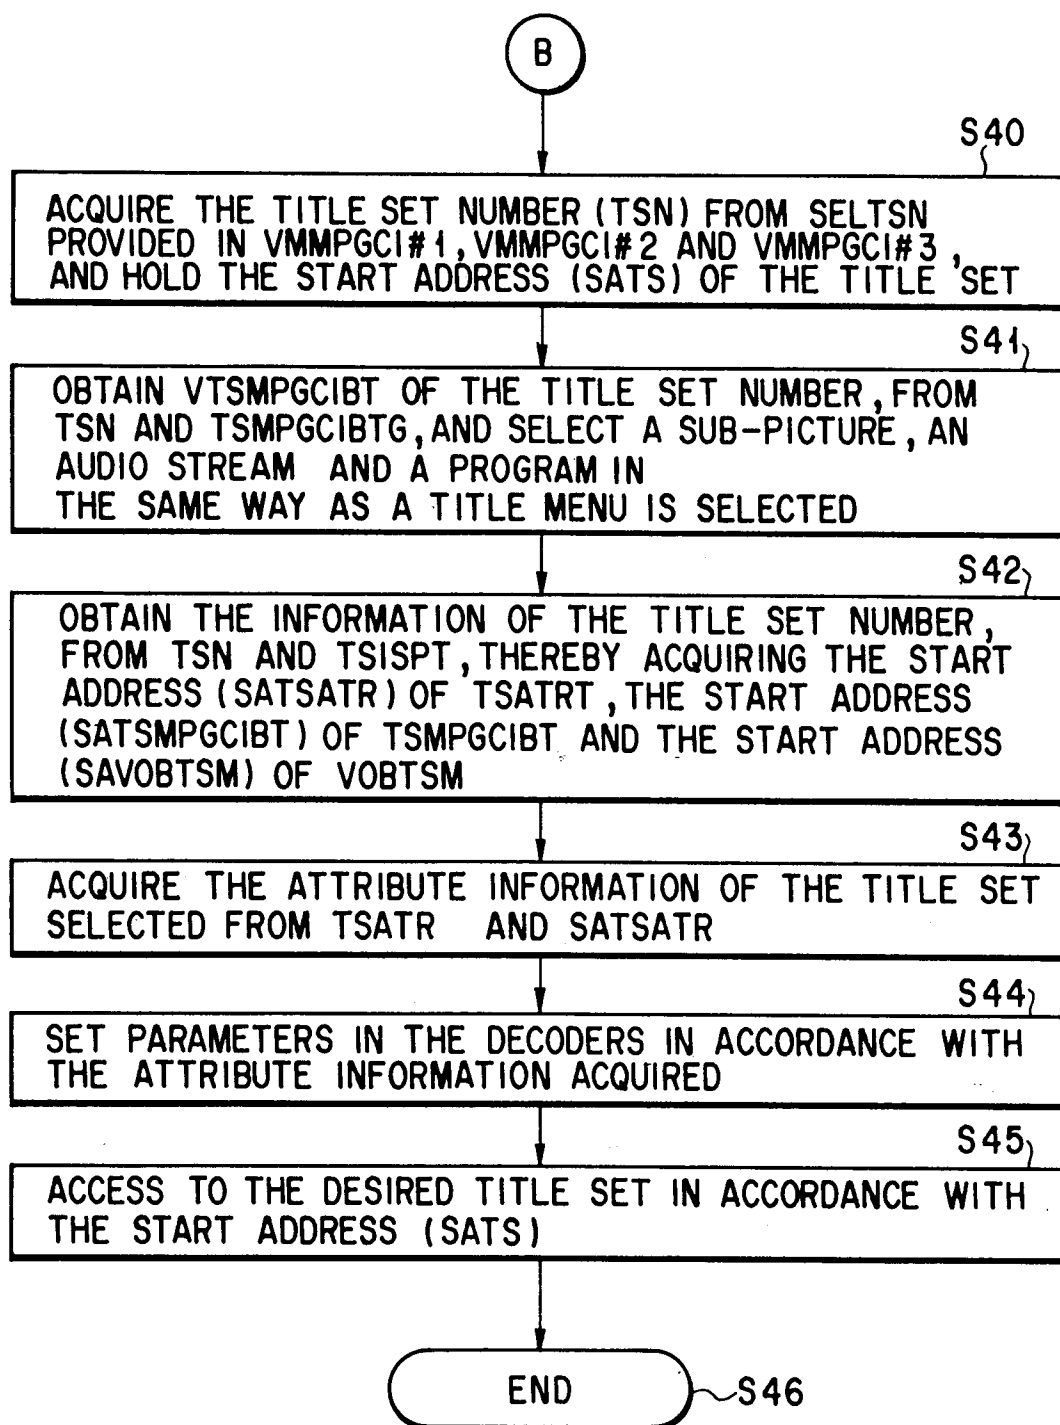 B
S40
ACQUIRE THE TITLE SET NUMBER (TSN) FROM SELTSN
PROVIDED IN VMMPGCI#1, VMMPGCI#2 AND VMMPGCI#3,
AND HOLD THE START ADDRESS (SATS) OF THE TITLE SET
S41
OBTAIN VTSMPGCIBT OF THE TITLE SET NUMBER, FROM
TSN AND TSMPGCIBTG, AND SELECT A SUB-PICTURE, AN
AUDIO STREAM AND A PROGRAM IN
THE SAME WAY AS A TITLE MENU IS SELECTED
S42
OBTAIN THE INFORMATION OF THE TITLE SET NUMBER,
FROM TSN AND TSISPT, THEREBY ACQUIRING THE START
ADDRESS (SATSATR) OF TSATRT, THE START ADDRESS
(SATSMPGCIBT) OF TSMPGCIBT AND THE START ADDRESS
(SAVOBTSM) OF VOBTSM
S43
ACQUIRE THE ATTRIBUTE INFORMATION OF THE TITLE SET
SELECTED FROM TSATR AND SATSATR
S44
SET PARAMETERS IN THE DECODERS IN ACCORDANCE WITH
THE ATTRIBUTE INFORMATION ACQUIRED
S45
ACCESS TO THE DESIRED TITLE SET IN ACCORDANCE WITH
THE START ADDRESS (SATS)
END
S46